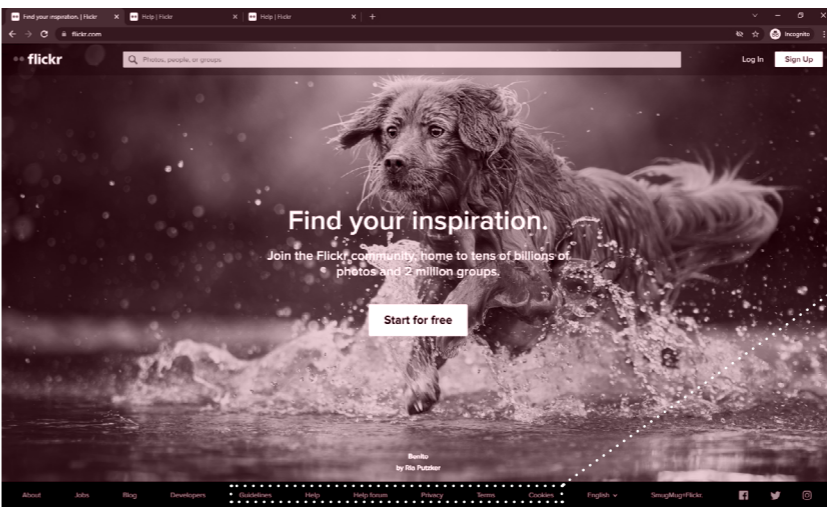 Find your inspiration. | Flickr
Help | Flickr
Help | Flickr
flickr.com
Incognito
flickr
Photos, people, or groups
Log In
Sign Up
Find your inspiration.
Join the Flickr community, home to tens of billions of
photos and 2 million groups.
Start for free
Benito
by Ria Putzker
About Jobs Blog Developers Guidelines Help Help forum Privacy Terms Cookies English SmugMug+Flickr.